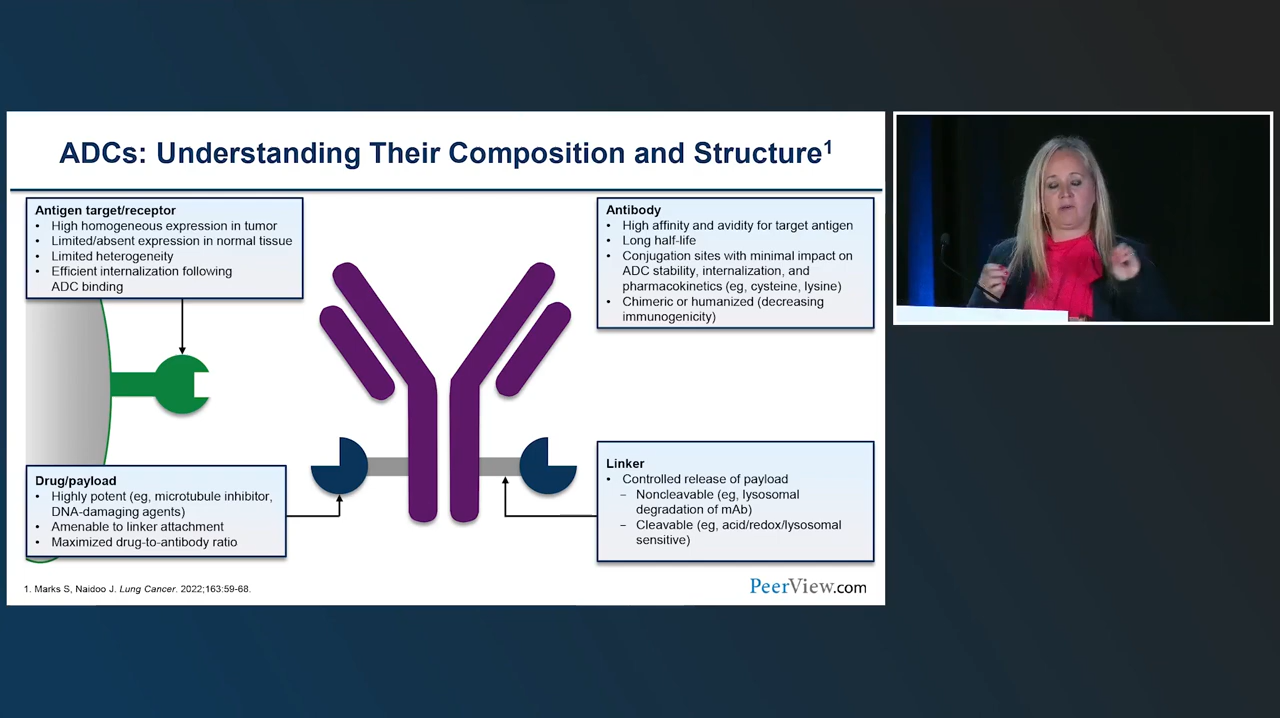 ADCs: Understanding Their Composition and Structure1
Antigen target/receptor
• High homogeneous expression in tumor
• Limited/absent expression in normal tissue
• Limited heterogeneity
• Efficient internalization following
ADC binding
Antibody
• High affinity and avidity for target antigen
• Long half-life
• Conjugation sites with minimal impact on
ADC stability, internalization, and
pharmacokinetics (eg, cysteine, lysine)
• Chimeric or humanized (decreasing
immunogenicity)
Drug/payload
• Highly potent (eg, microtubule inhibitor,
DNA-damaging agents)
• Amenable to linker attachment
• Maximized drug-to-antibody ratio
Linker
• Controlled release of payload
– Noncleavable (eg, lysosomal
degradation of mAb)
– Cleavable (eg, acid/redox/lysosomal
sensitive)
1. Marks S, Naidoo J. Lung Cancer. 2022;163:59-68.
PeerView.com